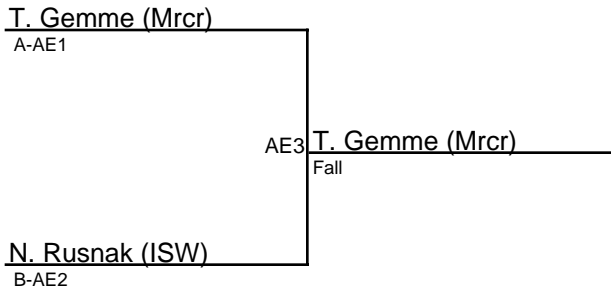 T. Gemme (Mrcr)
A-AE1
AE3 T. Gemme (Mrcr)
Fall
N. Rusnak (ISW)
B-AE2